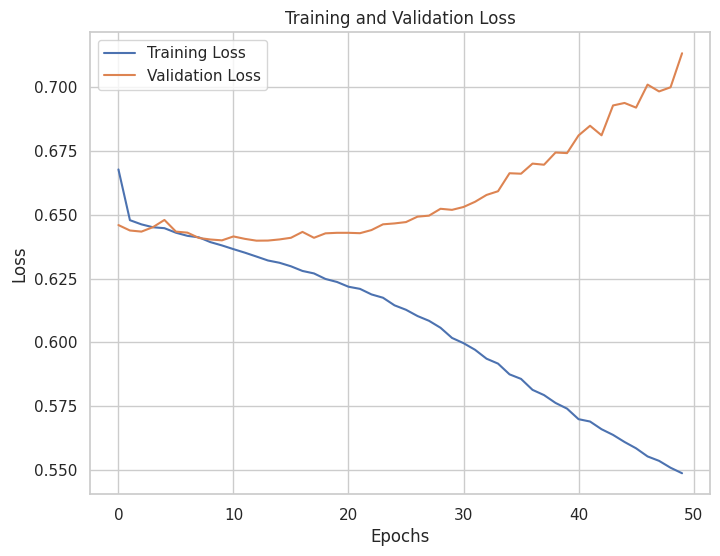 Training and Validation Loss
Training Loss
Validation Loss
0.700
0.675
0.650
0.625
0.600
0.575
0.550
Loss
0 10 20 30 40 50
Epochs